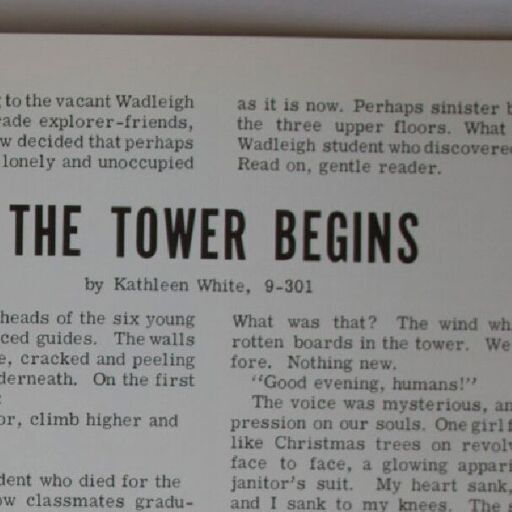 to the vacant Wadleigh
rade explorer-friends,
w decided that perhaps
lonely and unoccupied
as it is now. Perhaps sinister
the three upper floors. What
Wadleigh student who discovered
Read on, gentle reader.
THE TOWER BEGINS
by Kathleen White, 9-301
heads of the six young
ced guides. The walls
e, cracked and peeling
derneath. On the first
or, climb higher and
dent who died for the
ow classmates gradu-
What was that? The wind wh
rotten boards in the tower. We
fore. Nothing new.
"Good evening, humans!"
The voice was mysterious, an
pression on our souls. One girl f
like Christmas trees on revol
face to face, a glowing appari
janitor's suit. My heart sank,
and I sank to my knees. The s